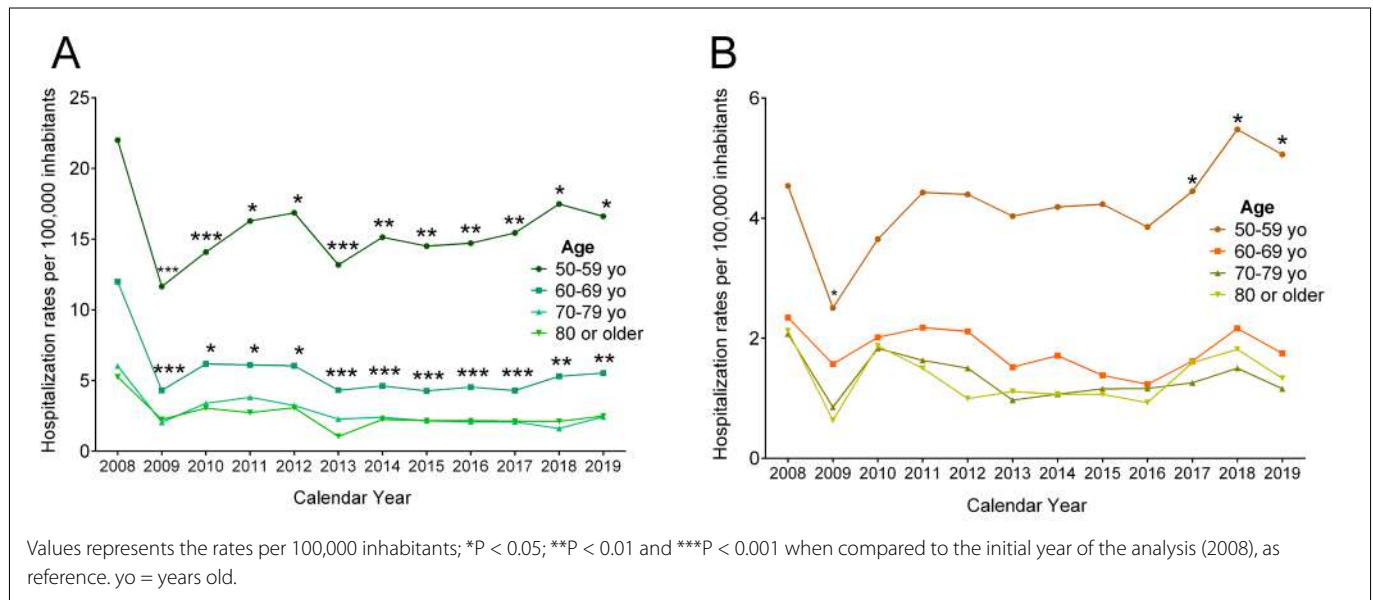 A
Hospitalization rates per 100,000 inhabitants
25
20
15
10
5
0
***
***
*
*
***
**
**
**
**
*
*
***
*
*
*
***
***
***
***
***
**
**
Age
50-59 yo
60-69 yo
70-79 yo
80 or older
2008 2009 2010 2011 2012 2013 2014 2015 2016 2017 2018 2019
Calendar Year
B
Hospitalization rates per 100,000 inhabitants
6
4
2
0
*
*
*
*
Age
50-59 yo
60-69 yo
70-79 yo
80 or older
2008 2009 2010 2011 2012 2013 2014 2015 2016 2017 2018 2019
Calendar Year
Values represents the rates per 100,000 inhabitants; *P < 0.05; **P < 0.01 and ***P < 0.001 when compared to the initial year of the analysis (2008), as
reference. yo = years old.